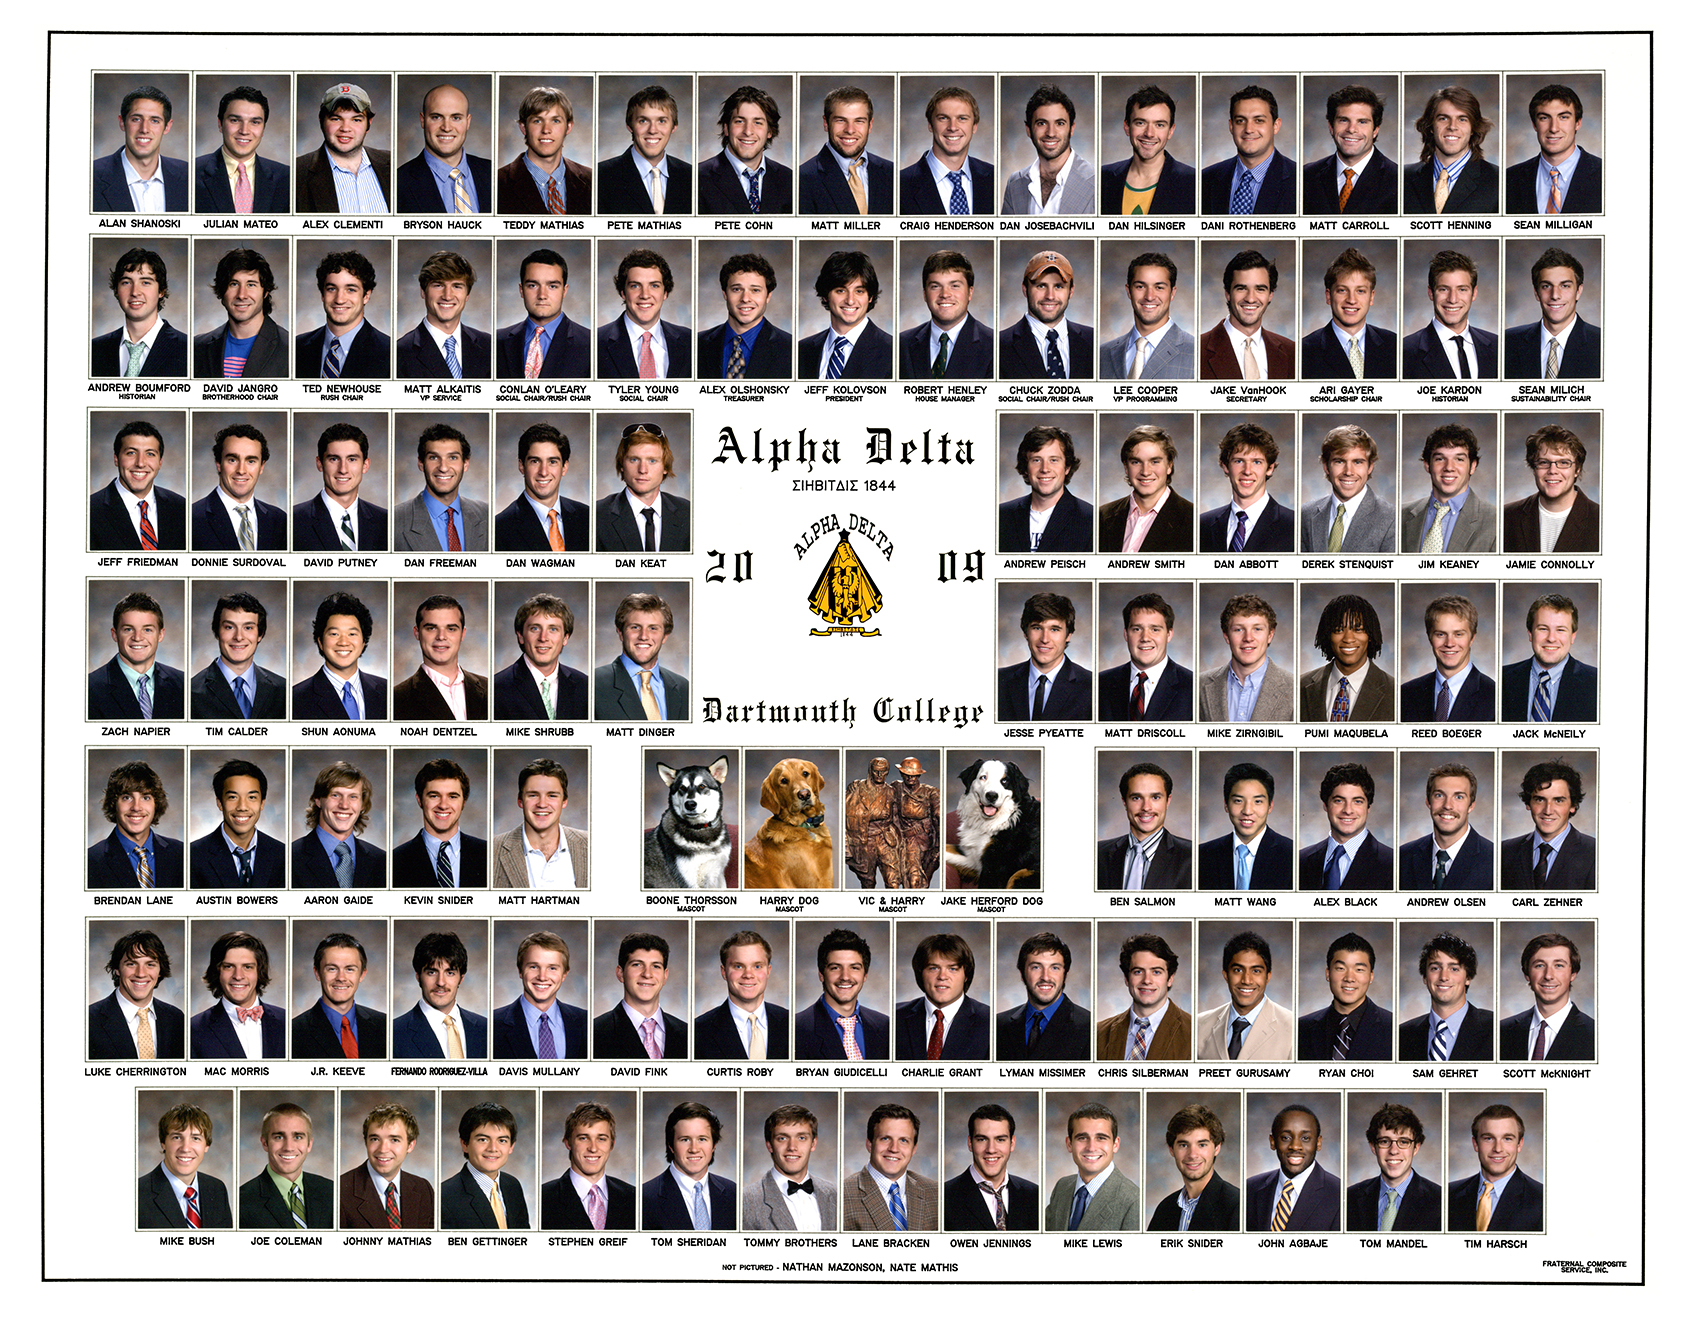 ALAN SHANOSKI JULIAN MATEO ALEX CLEMENTI BRYSON HAUCK TEDDY MATHIAS PETE MATHIAS PETE COHN MATT MILLER CRAIG HENDERSON DAN JOSEBACHVILI DAN HILSINGER DANI ROTHENBERG MATT CARROLL SCOTT HENNING SEAN MILLIGAN
ANDREW BOUMFORD DAVID JANGRO TED NEWHOUSE MATT ALKAITIS CONLAN O'LEARY TYLER YOUNG ALEX OLSHONSKY JEFF KOLOVSON ROBERT HENLEY CHUCK ZODDA LEE COOPER JAKE VanHOOK ARI GAYER JOE KARDON SEAN MILICH
HISTORIAN BROTHERHOOD CHAIR RUSH CHAIR VP SERVICE SOCIAL CHAIR/RUSH CHAIR SOCIAL CHAIR TREASURER PRESIDENT HOUSE MANAGER SOCIAL CHAIR/RUSH CHAIR VP PROGRAMMING SECRETARY SCHOLARSHIP CHAIR HISTORIAN SUSTAINABILITY CHAIR
Alpha Delta
ΣΙΗΒΙΤΔΙΣ 1844
ALPHA DELTA
20 09
1844
JEFF FRIEDMAN DONNIE SURDOVAL DAVID PUTNEY DAN FREEMAN DAN WAGMAN DAN KEAT ANDREW PEISCH ANDREW SMITH DAN ABBOTT DEREK STENQUIST JIM KEANEY JAMIE CONNOLLY
Dartmouth College
ZACH NAPIER TIM CALDER SHUN AONUMA NOAH DENTZEL MIKE SHRUBB MATT DINGER JESSE PYEATTE MATT DRISCOLL MIKE ZIRNGIBIL PUMI MAQUBELA REED BOEGER JACK McNEILY
BRENDAN LANE AUSTIN BOWERS AARON GAIDE KEVIN SNIDER MATT HARTMAN BOONE THORSSON HARRY DOG VIC & HARRY JAKE HERFORD DOG BEN SALMON MATT WANG ALEX BLACK ANDREW OLSEN CARL ZEHNER
MASCOT MASCOT MASCOT MASCOT
LUKE CHERRINGTON MAC MORRIS J.R. KEEVE FERNANDO RODRIGUEZ-VILLA DAVIS MULLANY DAVID FINK CURTIS ROBY BRYAN GIUDICELLI CHARLIE GRANT LYMAN MISSIMER CHRIS SILBERMAN PREET GURUSAMY RYAN CHOI SAM GEHRET SCOTT McKNIGHT
MIKE BUSH JOE COLEMAN JOHNNY MATHIAS BEN GETTINGER STEPHEN GREIF TOM SHERIDAN TOMMY BROTHERS LANE BRACKEN OWEN JENNINGS MIKE LEWIS ERIK SNIDER JOHN AGBAJE TOM MANDEL TIM HARSCH
NOT PICTURED - NATHAN MAZONSON, NATE MATHIS
FRATERNAL COMPOSITE
SERVICE, INC.